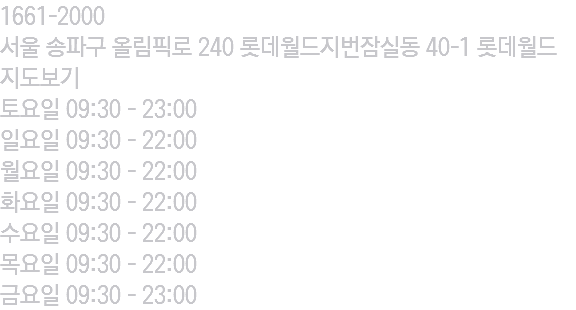 1661-2000
서울 송파구 올림픽로 240 롯데월드지번잠실동 40-1 롯데월드
지도보기
토요일 09:30 - 23:00
일요일 09:30 - 22:00
월요일 09:30 - 22:00
화요일 09:30 - 22:00
수요일 09:30 - 22:00
목요일 09:30 - 22:00
금요일 09:30 - 23:00